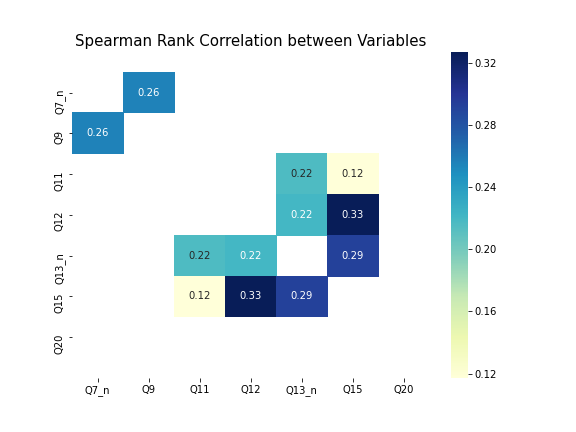 Spearman Rank Correlation between Variables
Q7_n 0.26
Q9 0.26
Q11 0.22 0.12
Q12 0.22 0.33
Q13_n 0.22 0.22 0.29
Q15 0.12 0.33 0.29
Q20
Q7_n Q9 Q11 Q12 Q13_n Q15 Q20
0.32
0.28
0.24
0.20
0.16
0.12